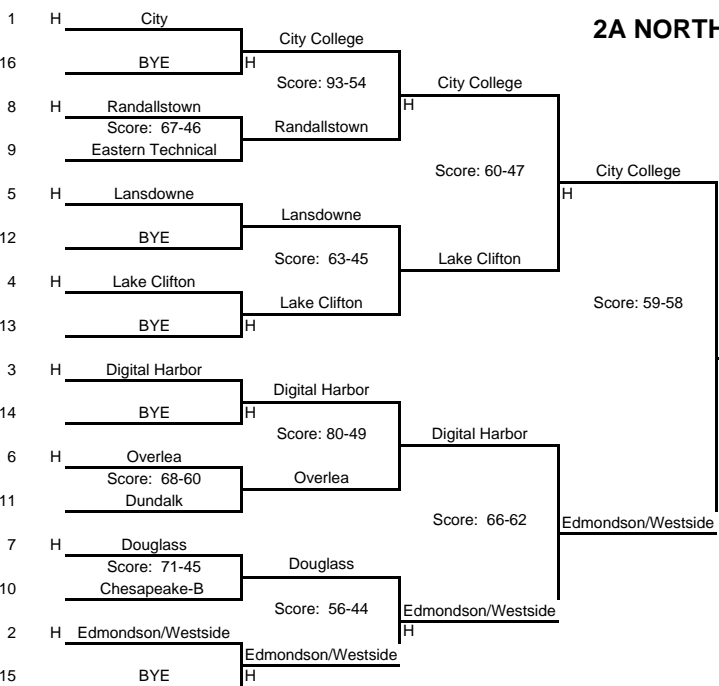 2A NORTH
1 H City
City College
16 BYE H
Score: 93-54
City College
8 H Randallstown H
Score: 67-46
Randallstown
9 Eastern Technical
Score: 60-47
City College
5 H Lansdowne H
Lansdowne
12 BYE
Score: 63-45
Lake Clifton
4 H Lake Clifton
Lake Clifton
Score: 59-58
13 BYE H
3 H Digital Harbor
Digital Harbor
14 BYE H
Score: 80-49
Digital Harbor
6 H Overlea
Score: 68-60
Overlea
11 Dundalk
Score: 66-62
Edmondson/Westside
7 H Douglass
Score: 71-45
Douglass
10 Chesapeake-B
Score: 56-44
Edmondson/Westside
2 H Edmondson/Westside H
Edmondson/Westside
15 BYE H